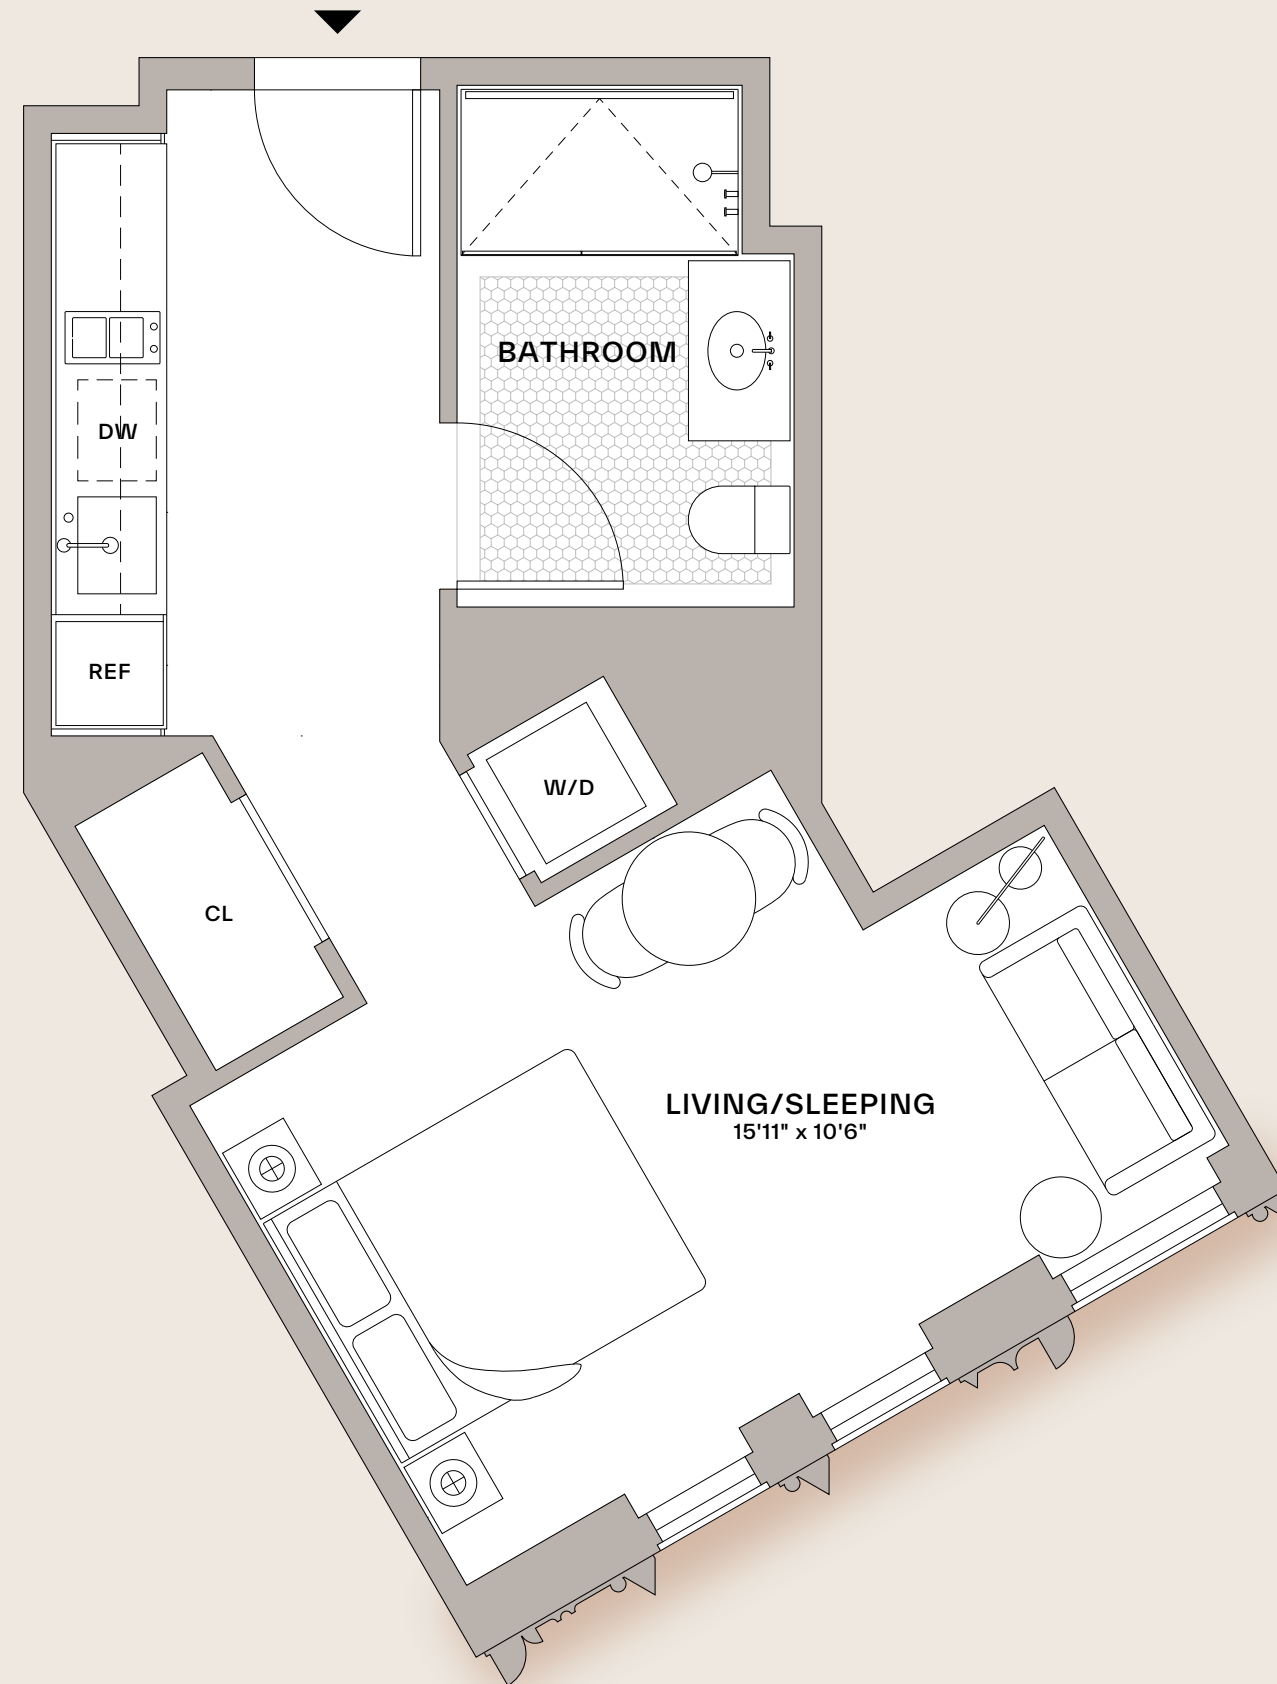 BATHROOM
DW
REF
W/D
CL
LIVING/SLEEPING
15'11" x 10'6"